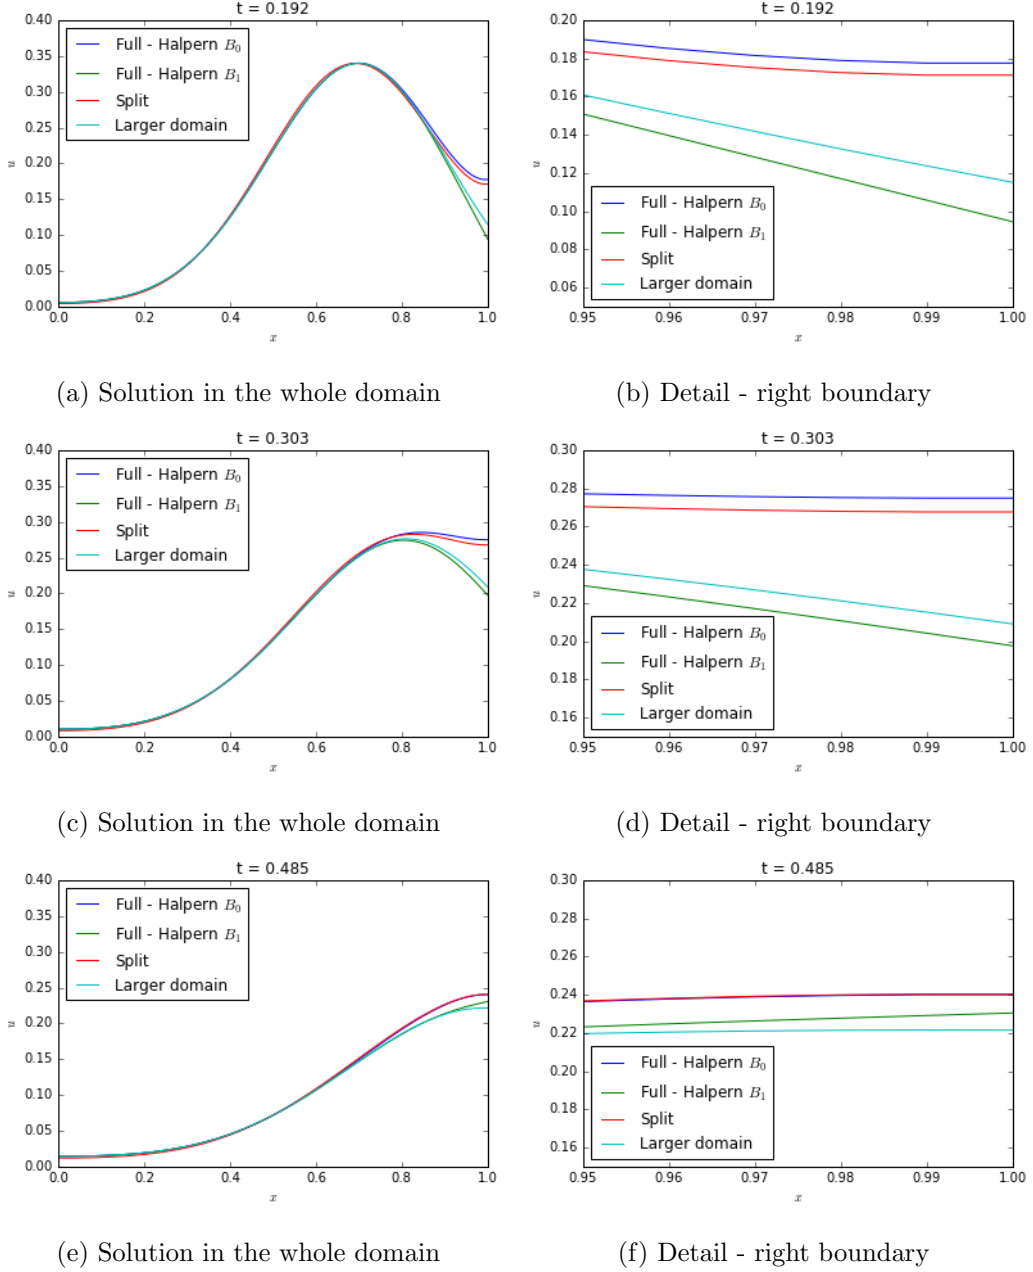 t = 0.192
0.40
0.35
0.30
0.25
0.20
0.15
0.10
0.05
0.00
u
Full - Halpern B₀
Full - Halpern B₁
Split
Larger domain
0.0 0.2 0.4 0.6 0.8 1.0
x
(a) Solution in the whole domain
t = 0.192
0.20
0.18
0.16
0.14
0.12
0.10
0.08
0.06
u
Full - Halpern B₀
Full - Halpern B₁
Split
Larger domain
0.95 0.96 0.97 0.98 0.99 1.00
x
(b) Detail - right boundary
t = 0.303
0.40
0.35
0.30
0.25
0.20
0.15
0.10
0.05
0.00
u
Full - Halpern B₀
Full - Halpern B₁
Split
Larger domain
0.0 0.2 0.4 0.6 0.8 1.0
x
(c) Solution in the whole domain
t = 0.303
0.30
0.28
0.26
0.24
0.22
0.20
0.18
0.16
u
Full - Halpern B₀
Full - Halpern B₁
Split
Larger domain
0.95 0.96 0.97 0.98 0.99 1.00
x
(d) Detail - right boundary
t = 0.485
0.40
0.35
0.30
0.25
0.20
0.15
0.10
0.05
0.00
u
Full - Halpern B₀
Full - Halpern B₁
Split
Larger domain
0.0 0.2 0.4 0.6 0.8 1.0
x
(e) Solution in the whole domain
t = 0.485
0.30
0.28
0.26
0.24
0.22
0.20
0.18
0.16
u
Full - Halpern B₀
Full - Halpern B₁
Split
Larger domain
0.95 0.96 0.97 0.98 0.99 1.00
x
(f) Detail - right boundary